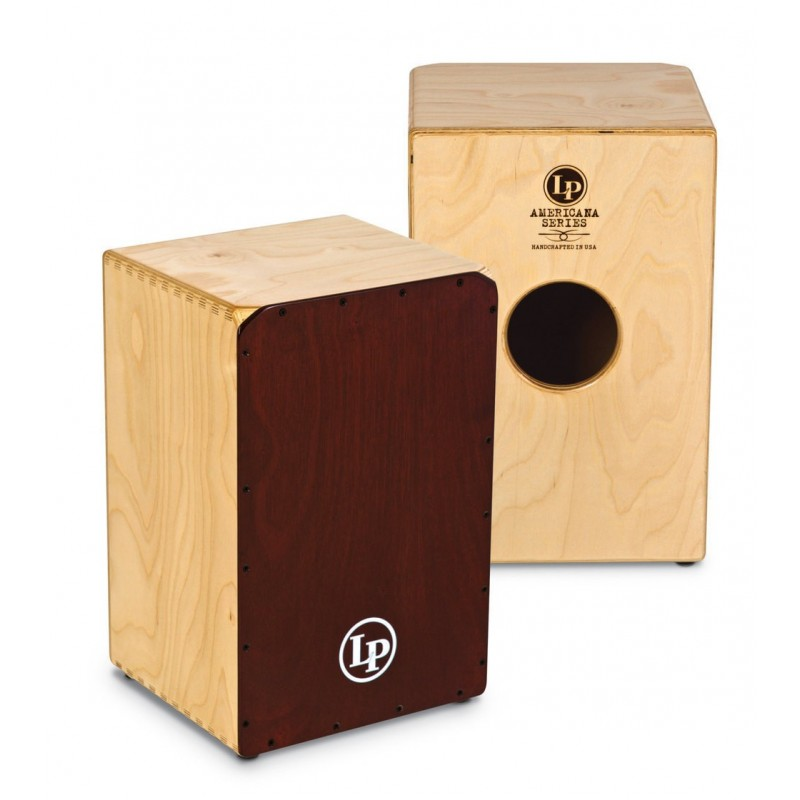 LP
AMERICANA
SERIES
HANDCRAFTED IN USA
LP